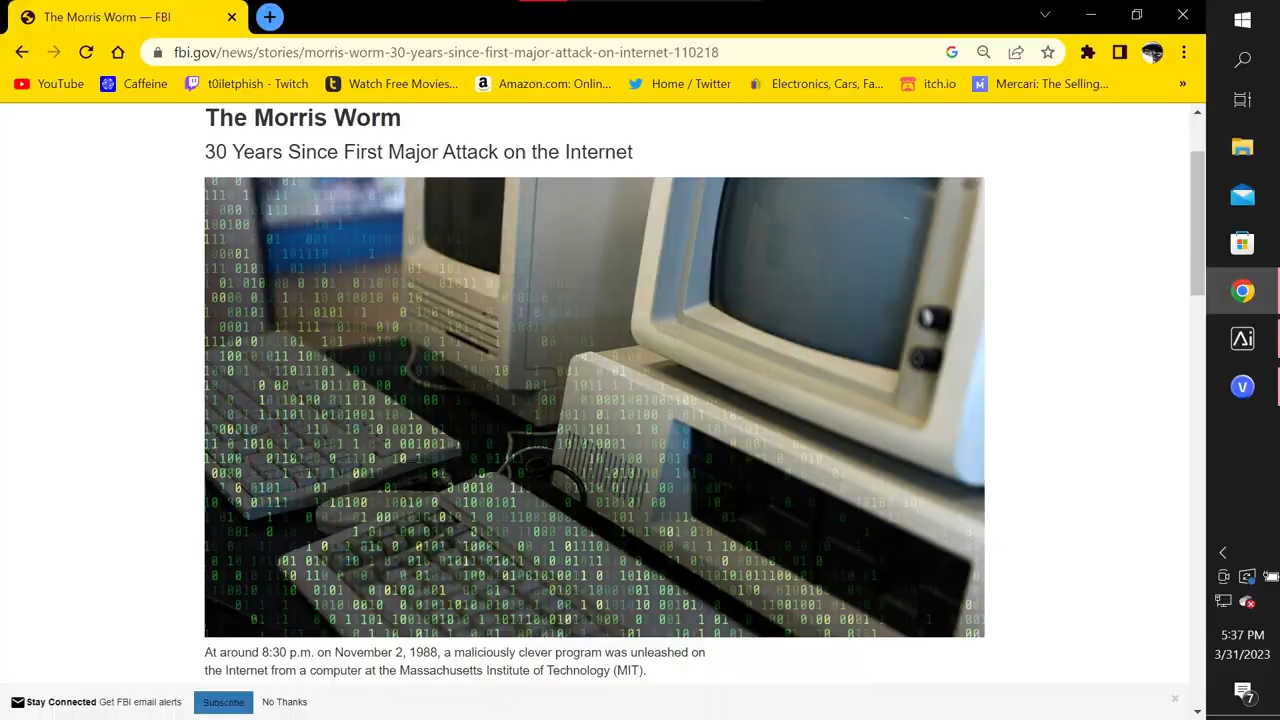 The Morris Worm — FBI
fbi.gov/news/stories/morris-worm-30-years-since-first-major-attack-on-internet-110218
YouTube
Caffeine
t0iletphish - Twitch
Watch Free Movies...
Amazon.com: Onlin...
Home / Twitter
Electronics, Cars, Fa...
itch.io
Mercari: The Selling...
»
The Morris Worm
30 Years Since First Major Attack on the Internet
At around 8:30 p.m. on November 2, 1988, a maliciously clever program was unleashed on
the Internet from a computer at the Massachusetts Institute of Technology (MIT).
Stay Connected Get FBI email alerts
Subscribe
No Thanks
5:37 PM
3/31/2023
7